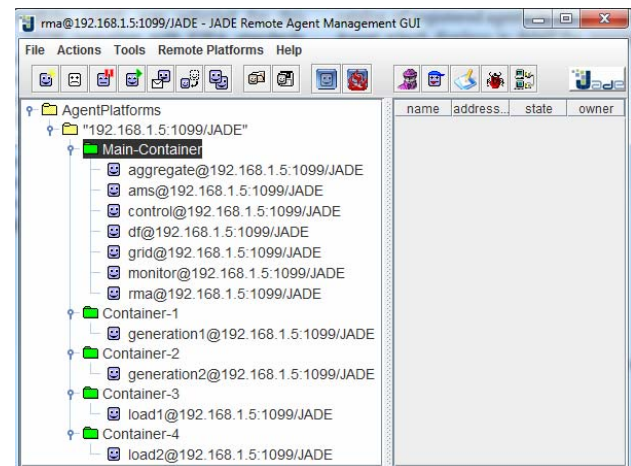 rma@192.168.1.5:1099/JADE - JADE Remote Agent Management GUI
File Actions Tools Remote Platforms Help
Jade
AgentPlatforms
"192.168.1.5:1099/JADE"
Main-Container
aggregate@192.168.1.5:1099/JADE
ams@192.168.1.5:1099/JADE
control@192.168.1.5:1099/JADE
df@192.168.1.5:1099/JADE
grid@192.168.1.5:1099/JADE
monitor@192.168.1.5:1099/JADE
rma@192.168.1.5:1099/JADE
Container-1
generation1@192.168.1.5:1099/JADE
Container-2
generation2@192.168.1.5:1099/JADE
Container-3
load1@192.168.1.5:1099/JADE
Container-4
load2@192.168.1.5:1099/JADE
name address... state owner